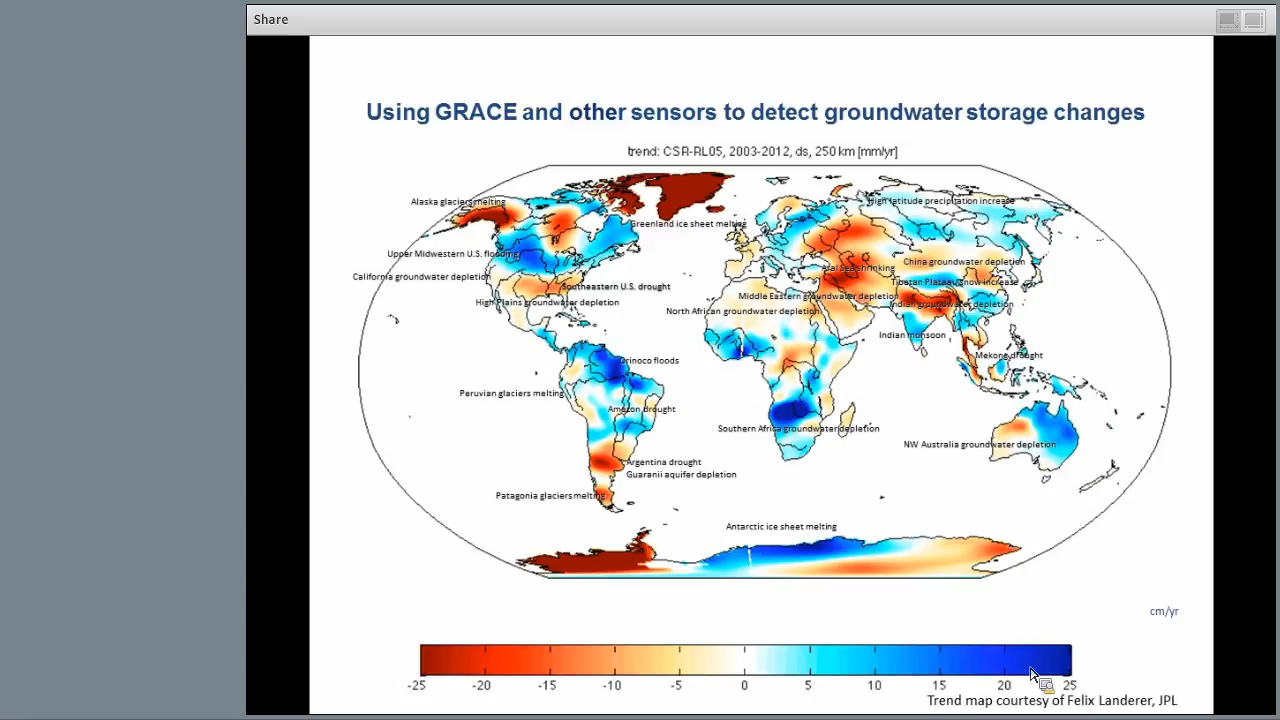 Share
Using GRACE and other sensors to detect groundwater storage changes
trend: CSR-RL05, 2003-2012, ds, 250 km [mm/yr]
Alaska glaciers melting
High latitude precipitation increase
Greenland ice sheet melting
Upper Midwestern U.S. flooding
China groundwater depletion
Aral Sea shrinking
California groundwater depletion
Tibetan Plateau snow increase
Southeastern U.S. drought
Middle Eastern groundwater depletion
High Plains groundwater depletion
Indian groundwater depletion
North African groundwater depletion
Indian monsoon
Mekong drought
Orinoco floods
Peruvian glaciers melting
Amazon drought
Southern Africa groundwater depletion
NW Australia groundwater depletion
Argentina drought
Guaranii aquifer depletion
Patagonia glaciers melting
Antarctic ice sheet melting
cm/yr
-25 -20 -15 -10 -5 0 5 10 15 20 25
Trend map courtesy of Felix Landerer, JPL